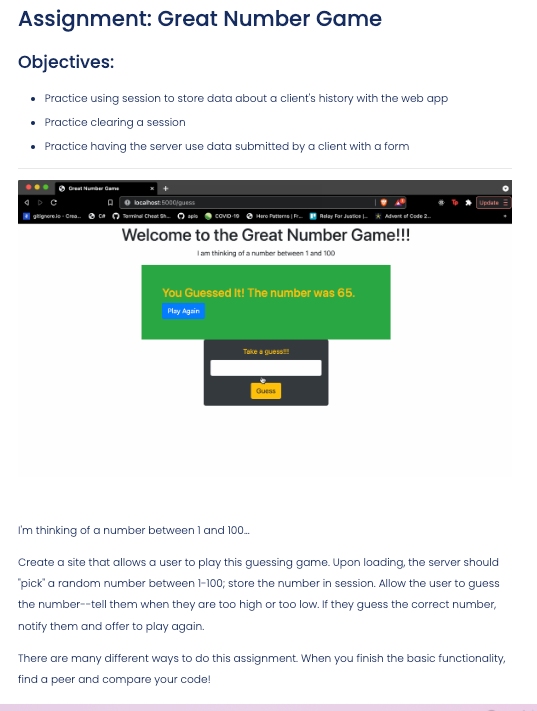 Assignment: Great Number Game
Objectives:
Practice using session to store data about a client's history with the web app
Practice clearing a session
Practice having the server use data submitted by a client with a form
Great Number Game
localhost:5000/guess
Update
gitignore.io - Crea...
C#
Terminal Cheat Sh...
apis
COVID-19
Hero Patterns | Fr...
Relay For Justice |...
Advent of Code 2...
Welcome to the Great Number Game!!!
I am thinking of a number between 1 and 100
You Guessed It! The number was 65.
Play Again
Take a guess!!!
Guess
I'm thinking of a number between 1 and 100...
Create a site that allows a user to play this guessing game. Upon loading, the server should
"pick" a random number between 1-100; store the number in session. Allow the user to guess
the number--tell them when they are too high or too low. If they guess the correct number,
notify them and offer to play again.
There are many different ways to do this assignment. When you finish the basic functionality,
find a peer and compare your code!